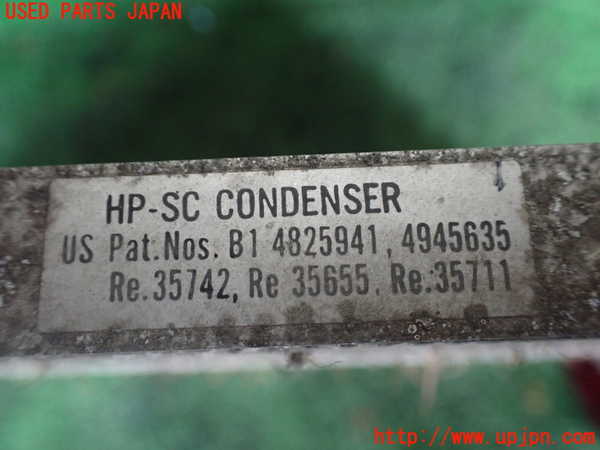 USED PARTS JAPAN
HP-SC CONDENSER
US Pat.Nos. B1 4825941, 4945635
Re.35742, Re 35655, Re.35711
http://www.upjpn.com/